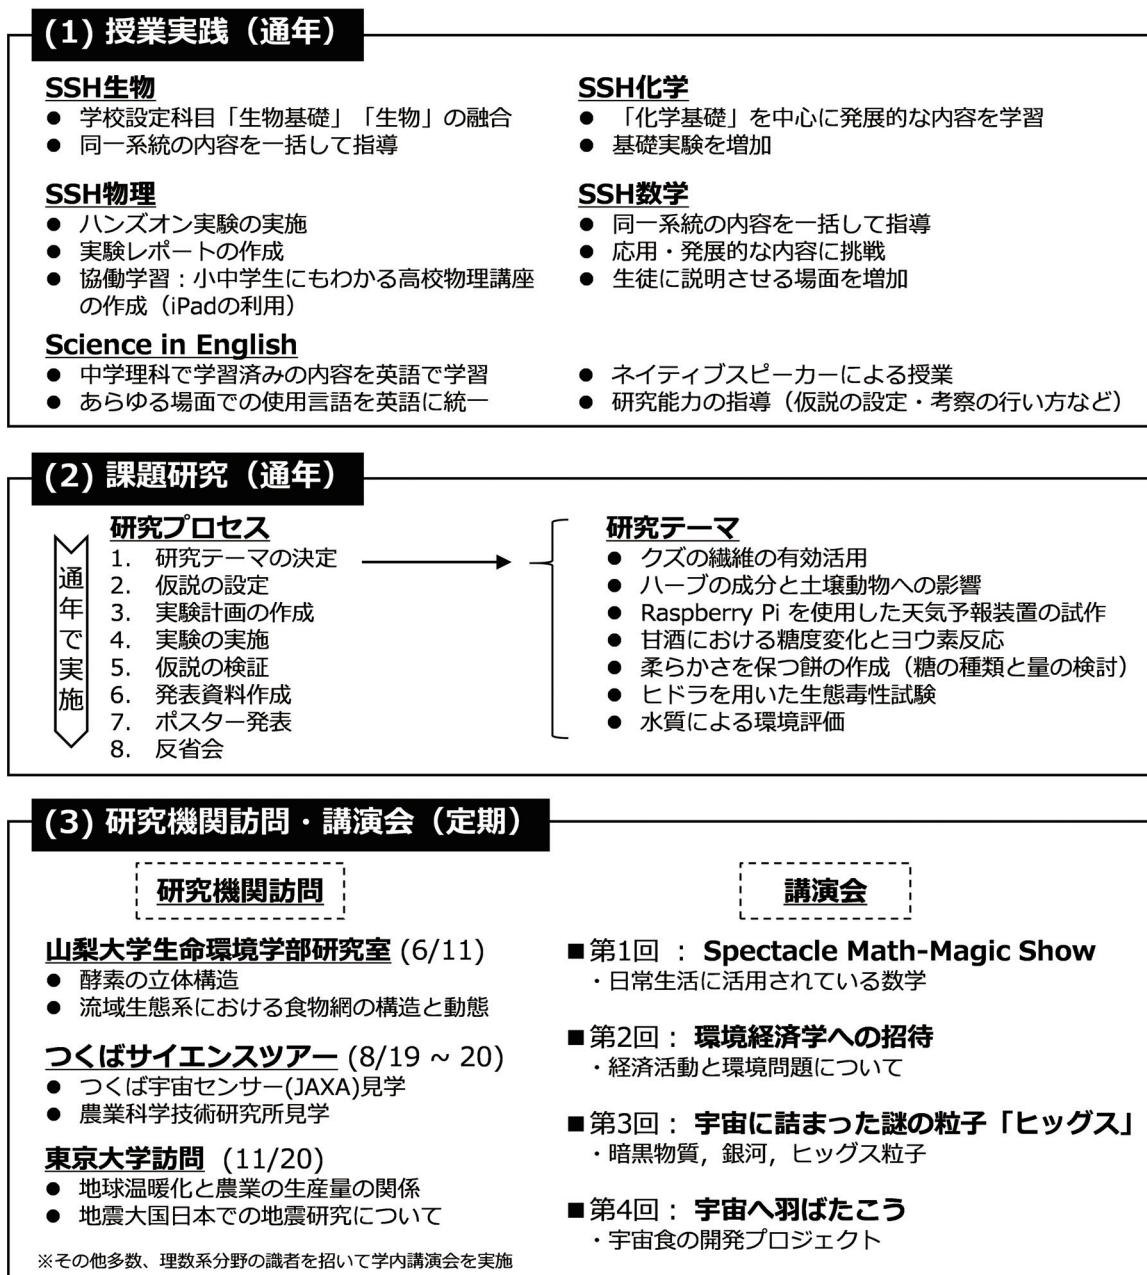 (1) 授業実践（通年）
SSH生物
● 学校設定科目「生物基礎」「生物」の融合
● 同一系統の内容を一括して指導
SSH化学
● 「化学基礎」を中心に発展的な内容を学習
● 基礎実験を増加
SSH物理
● ハンズオン実験の実施
● 実験レポートの作成
● 協働学習：小中学生にもわかる高校物理講座
の作成（iPadの利用）
SSH数学
● 同一系統の内容を一括して指導
● 応用・発展的な内容に挑戦
● 生徒に説明させる場面を増加
Science in English
● 中学理科で学習済みの内容を英語で学習
● あらゆる場面での使用言語を英語に統一
● ネイティブスピーカーによる授業
● 研究能力の指導（仮説の設定・考察の行い方など）
(2) 課題研究（通年）
通年で実施
研究プロセス
1. 研究テーマの決定
2. 仮説の設定
3. 実験計画の作成
4. 実験の実施
5. 仮説の検証
6. 発表資料作成
7. ポスター発表
8. 反省会
研究テーマ
● クズの繊維の有効活用
● ハーブの成分と土壌動物への影響
● Raspberry Pi を使用した天気予報装置の試作
● 甘酒における糖度変化とヨウ素反応
● 柔らかさを保つ餅の作成（糖の種類と量の検討）
● ヒドラを用いた生態毒性試験
● 水質による環境評価
(3) 研究機関訪問・講演会（定期）
研究機関訪問
山梨大学生命環境学部研究室 (6/11)
● 酵素の立体構造
● 流域生態系における食物網の構造と動態
つくばサイエンスツアー (8/19 ~ 20)
● つくば宇宙センサー(JAXA)見学
● 農業科学技術研究所見学
東京大学訪問 (11/20)
● 地球温暖化と農業の生産量の関係
● 地震大国日本での地震研究について
※その他多数、理数系分野の識者を招いて学内講演会を実施
講演会
■第1回 ： Spectacle Math-Magic Show
・日常生活に活用されている数学
■第2回： 環境経済学への招待
・経済活動と環境問題について
■第3回： 宇宙に詰まった謎の粒子「ヒッグス」
・暗黒物質，銀河，ヒッグス粒子
■第4回： 宇宙へ羽ばたこう
・宇宙食の開発プロジェクト